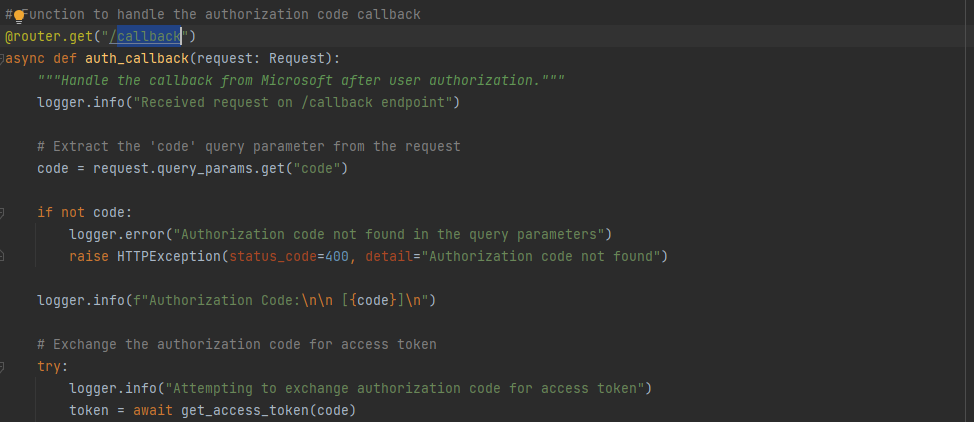 # Function to handle the authorization code callback
@router.get("/callback")
async def auth_callback(request: Request):
    """Handle the callback from Microsoft after user authorization."""
    logger.info("Received request on /callback endpoint")
    # Extract the 'code' query parameter from the request
    code = request.query_params.get("code")
    if not code:
        logger.error("Authorization code not found in the query parameters")
        raise HTTPException(status_code=400, detail="Authorization code not found")
    logger.info(f"Authorization Code:\n\n [{code}]\n")
    # Exchange the authorization code for access token
    try:
        logger.info("Attempting to exchange authorization code for access token")
        token = await get_access_token(code)